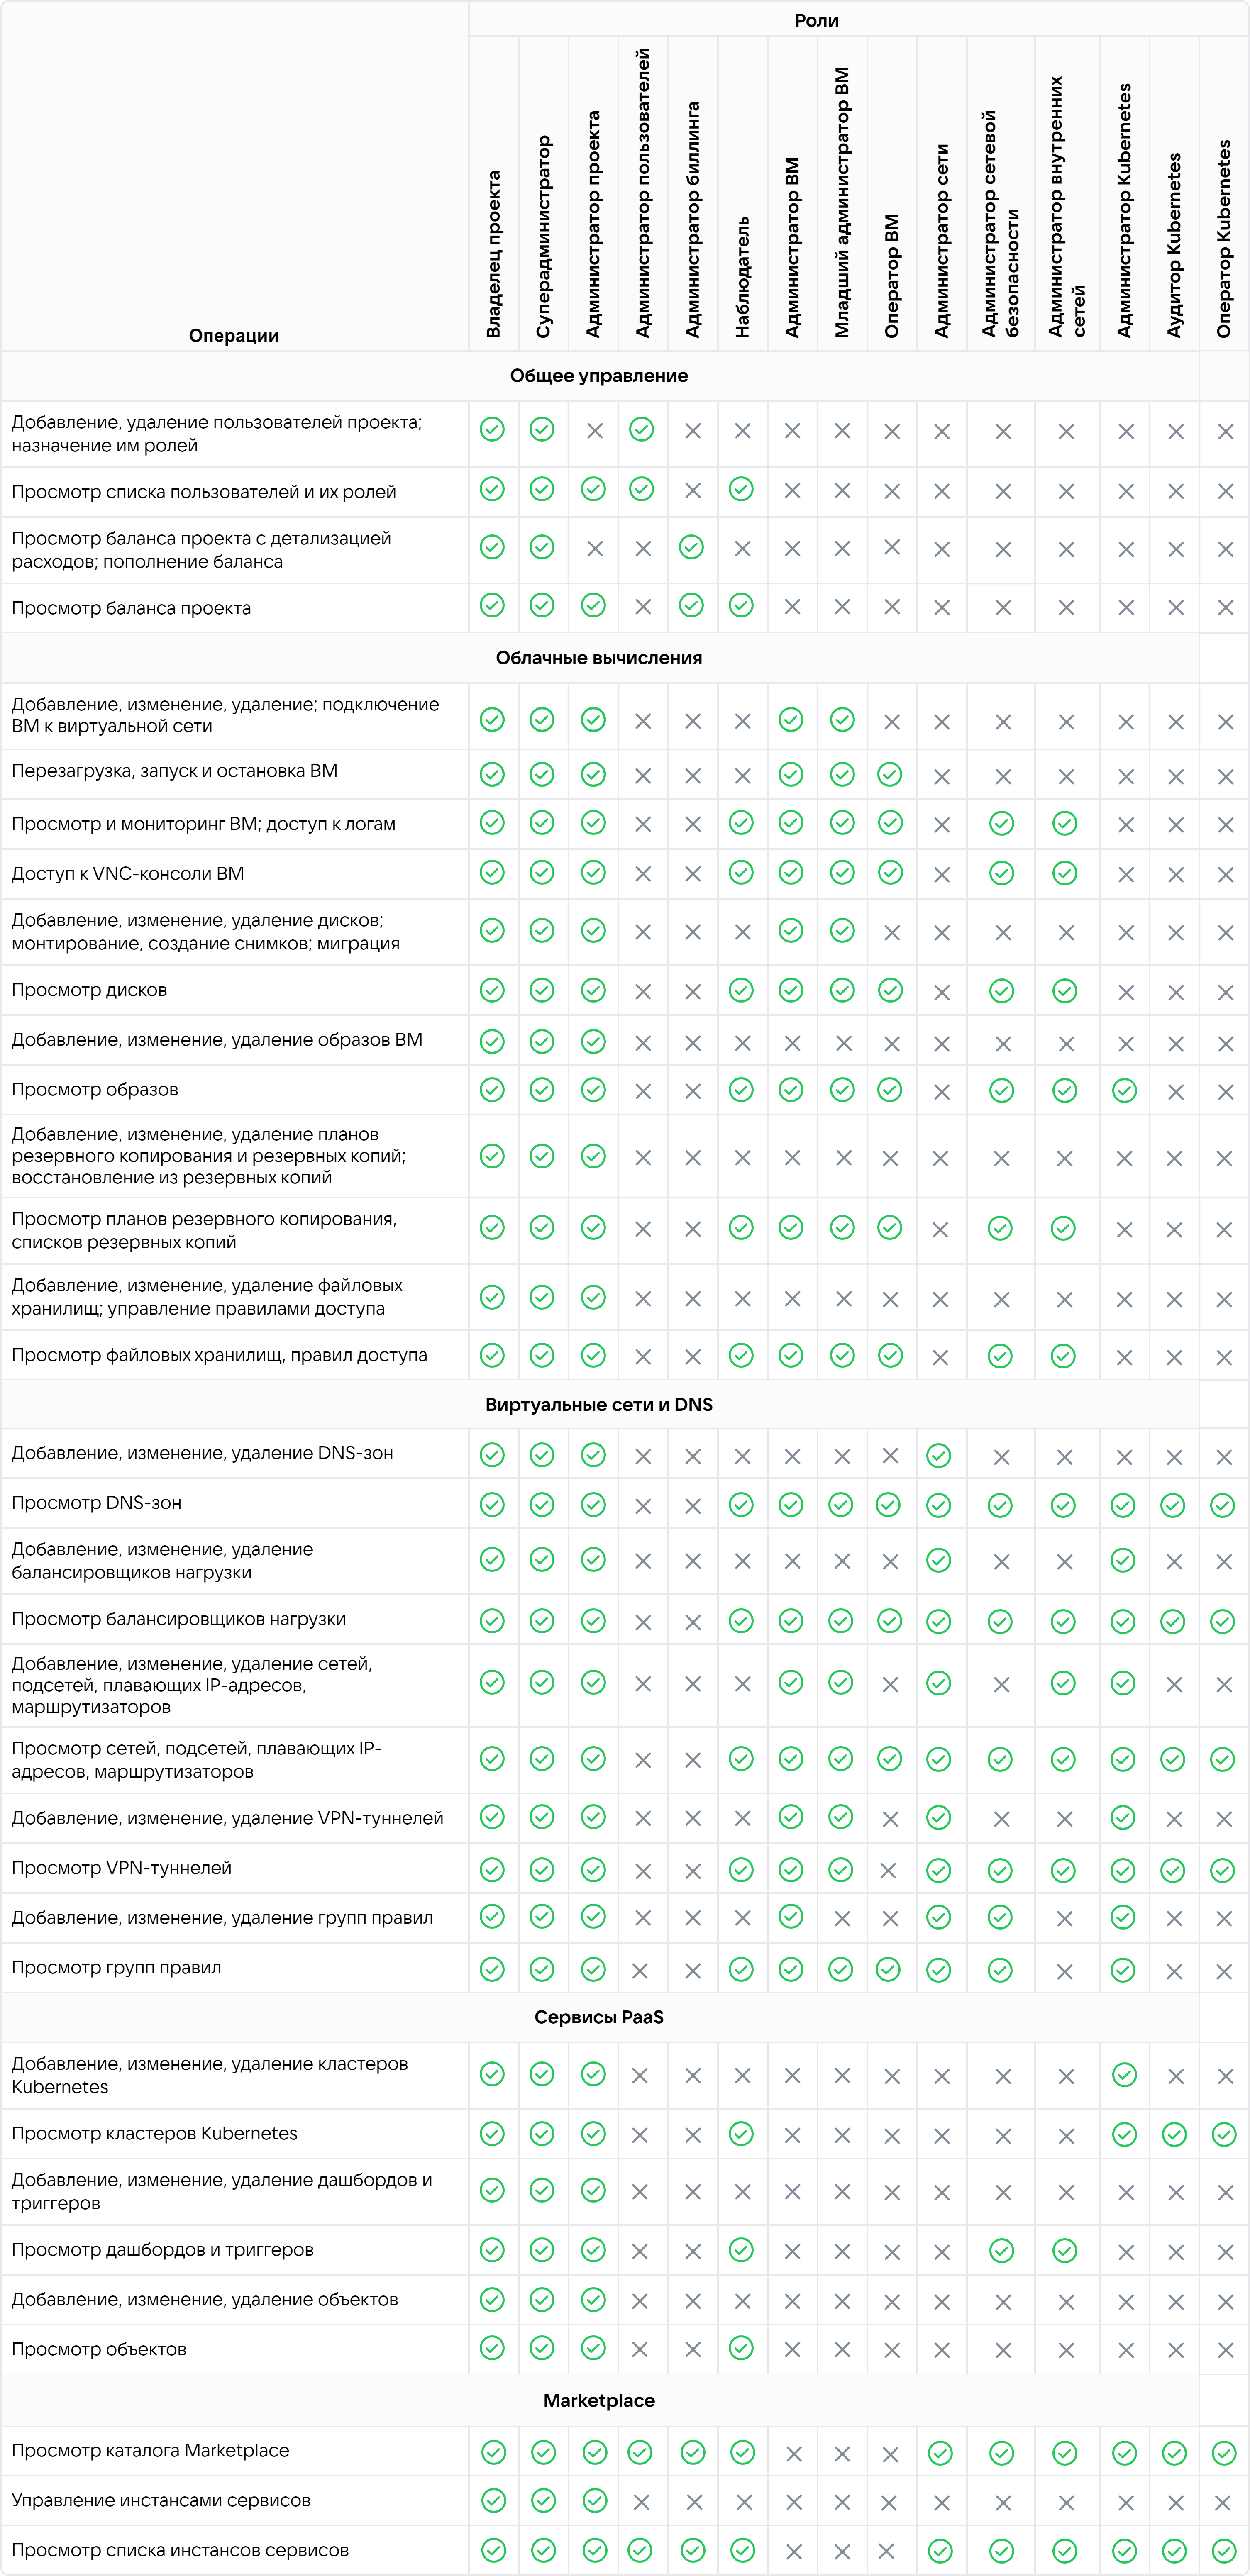 Роли
Операции
Владелец проекта
Суперадминистратор
Администратор проекта
Администратор пользователей
Администратор биллинга
Наблюдатель
Администратор ВМ
Младший администратор ВМ
Оператор ВМ
Администратор сети
Администратор сетевой
безопасности
Администратор внутренних
сетей
Администратор Kubernetes
Аудитор Kubernetes
Оператор Kubernetes
Общее управление
Добавление, удаление пользователей проекта;
назначение им ролей
Просмотр списка пользователей и их ролей
Просмотр баланса проекта с детализацией
расходов; пополнение баланса
Просмотр баланса проекта
Облачные вычисления
Добавление, изменение, удаление; подключение
ВМ к виртуальной сети
Перезагрузка, запуск и остановка ВМ
Просмотр и мониторинг ВМ; доступ к логам
Доступ к VNC-консоли ВМ
Добавление, изменение, удаление дисков;
монтирование, создание снимков; миграция
Просмотр дисков
Добавление, изменение, удаление образов ВМ
Просмотр образов
Добавление, изменение, удаление планов
резервного копирования и резервных копий;
восстановление из резервных копий
Просмотр планов резервного копирования,
списков резервных копий
Добавление, изменение, удаление файловых
хранилищ; управление правилами доступа
Просмотр файловых хранилищ, правил доступа
Виртуальные сети и DNS
Добавление, изменение, удаление DNS-зон
Просмотр DNS-зон
Добавление, изменение, удаление
балансировщиков нагрузки
Просмотр балансировщиков нагрузки
Добавление, изменение, удаление сетей,
подсетей, плавающих IP-адресов,
маршрутизаторов
Просмотр сетей, подсетей, плавающих IP-
адресов, маршрутизаторов
Добавление, изменение, удаление VPN-туннелей
Просмотр VPN-туннелей
Добавление, изменение, удаление групп правил
Просмотр групп правил
Сервисы PaaS
Добавление, изменение, удаление кластеров
Kubernetes
Просмотр кластеров Kubernetes
Добавление, изменение, удаление дашбордов и
триггеров
Просмотр дашбордов и триггеров
Добавление, изменение, удаление объектов
Просмотр объектов
Marketplace
Просмотр каталога Marketplace
Управление инстансами сервисов
Просмотр списка инстансов сервисов